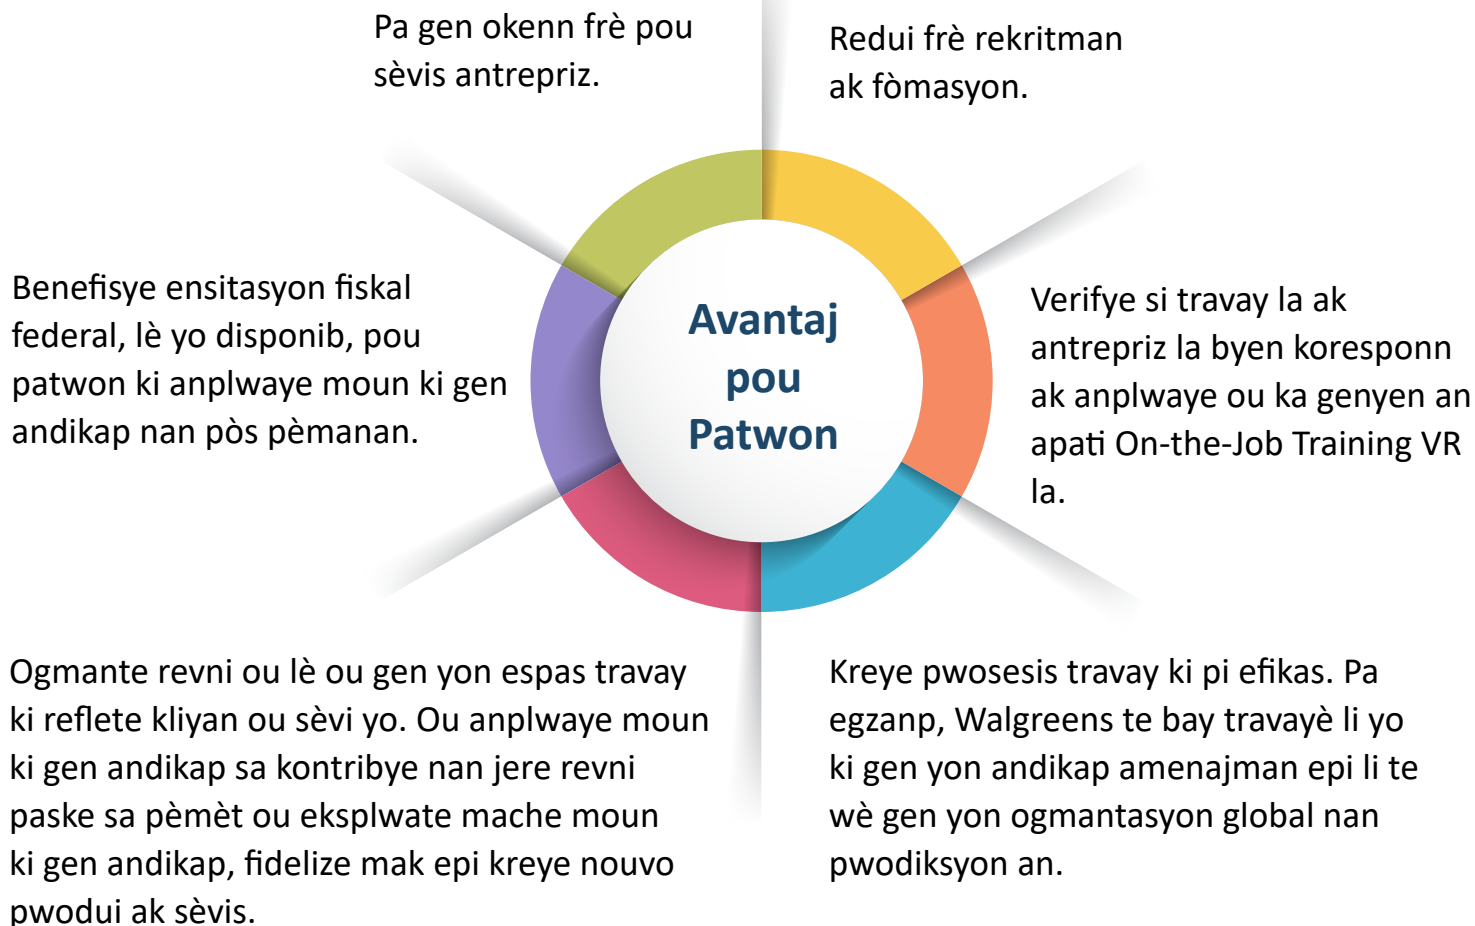 Pa gen okenn frè pou
sèvis antrepriz.
Redui frè rekritman
ak fòmasyon.
Benefisye ensitasyon fiskal
federal, lè yo disponib, pou
patwon ki anplwaye moun ki gen
andikap nan pòs pèmanan.
Avantaj
pou
Patwon
Verifye si travay la ak
antrepriz la byen koresponn
ak anplwaye ou ka genyen an
apati On-the-Job Training VR
la.
Ogmante revni ou lè ou gen yon espas travay
ki reflete kliyan ou sèvi yo. Ou anplwaye moun
ki gen andikap sa kontribye nan jere revni
paske sa pèmèt ou eksplwate mache moun
ki gen andikap, fidelize mak epi kreye nouvo
pwodui ak sèvis.
Kreye pwosesis travay ki pi efikas. Pa
egzanp, Walgreens te bay travayè li yo
ki gen yon andikap amenajman epi li te
wè gen yon ogmantasyon global nan
pwodiksyon an.